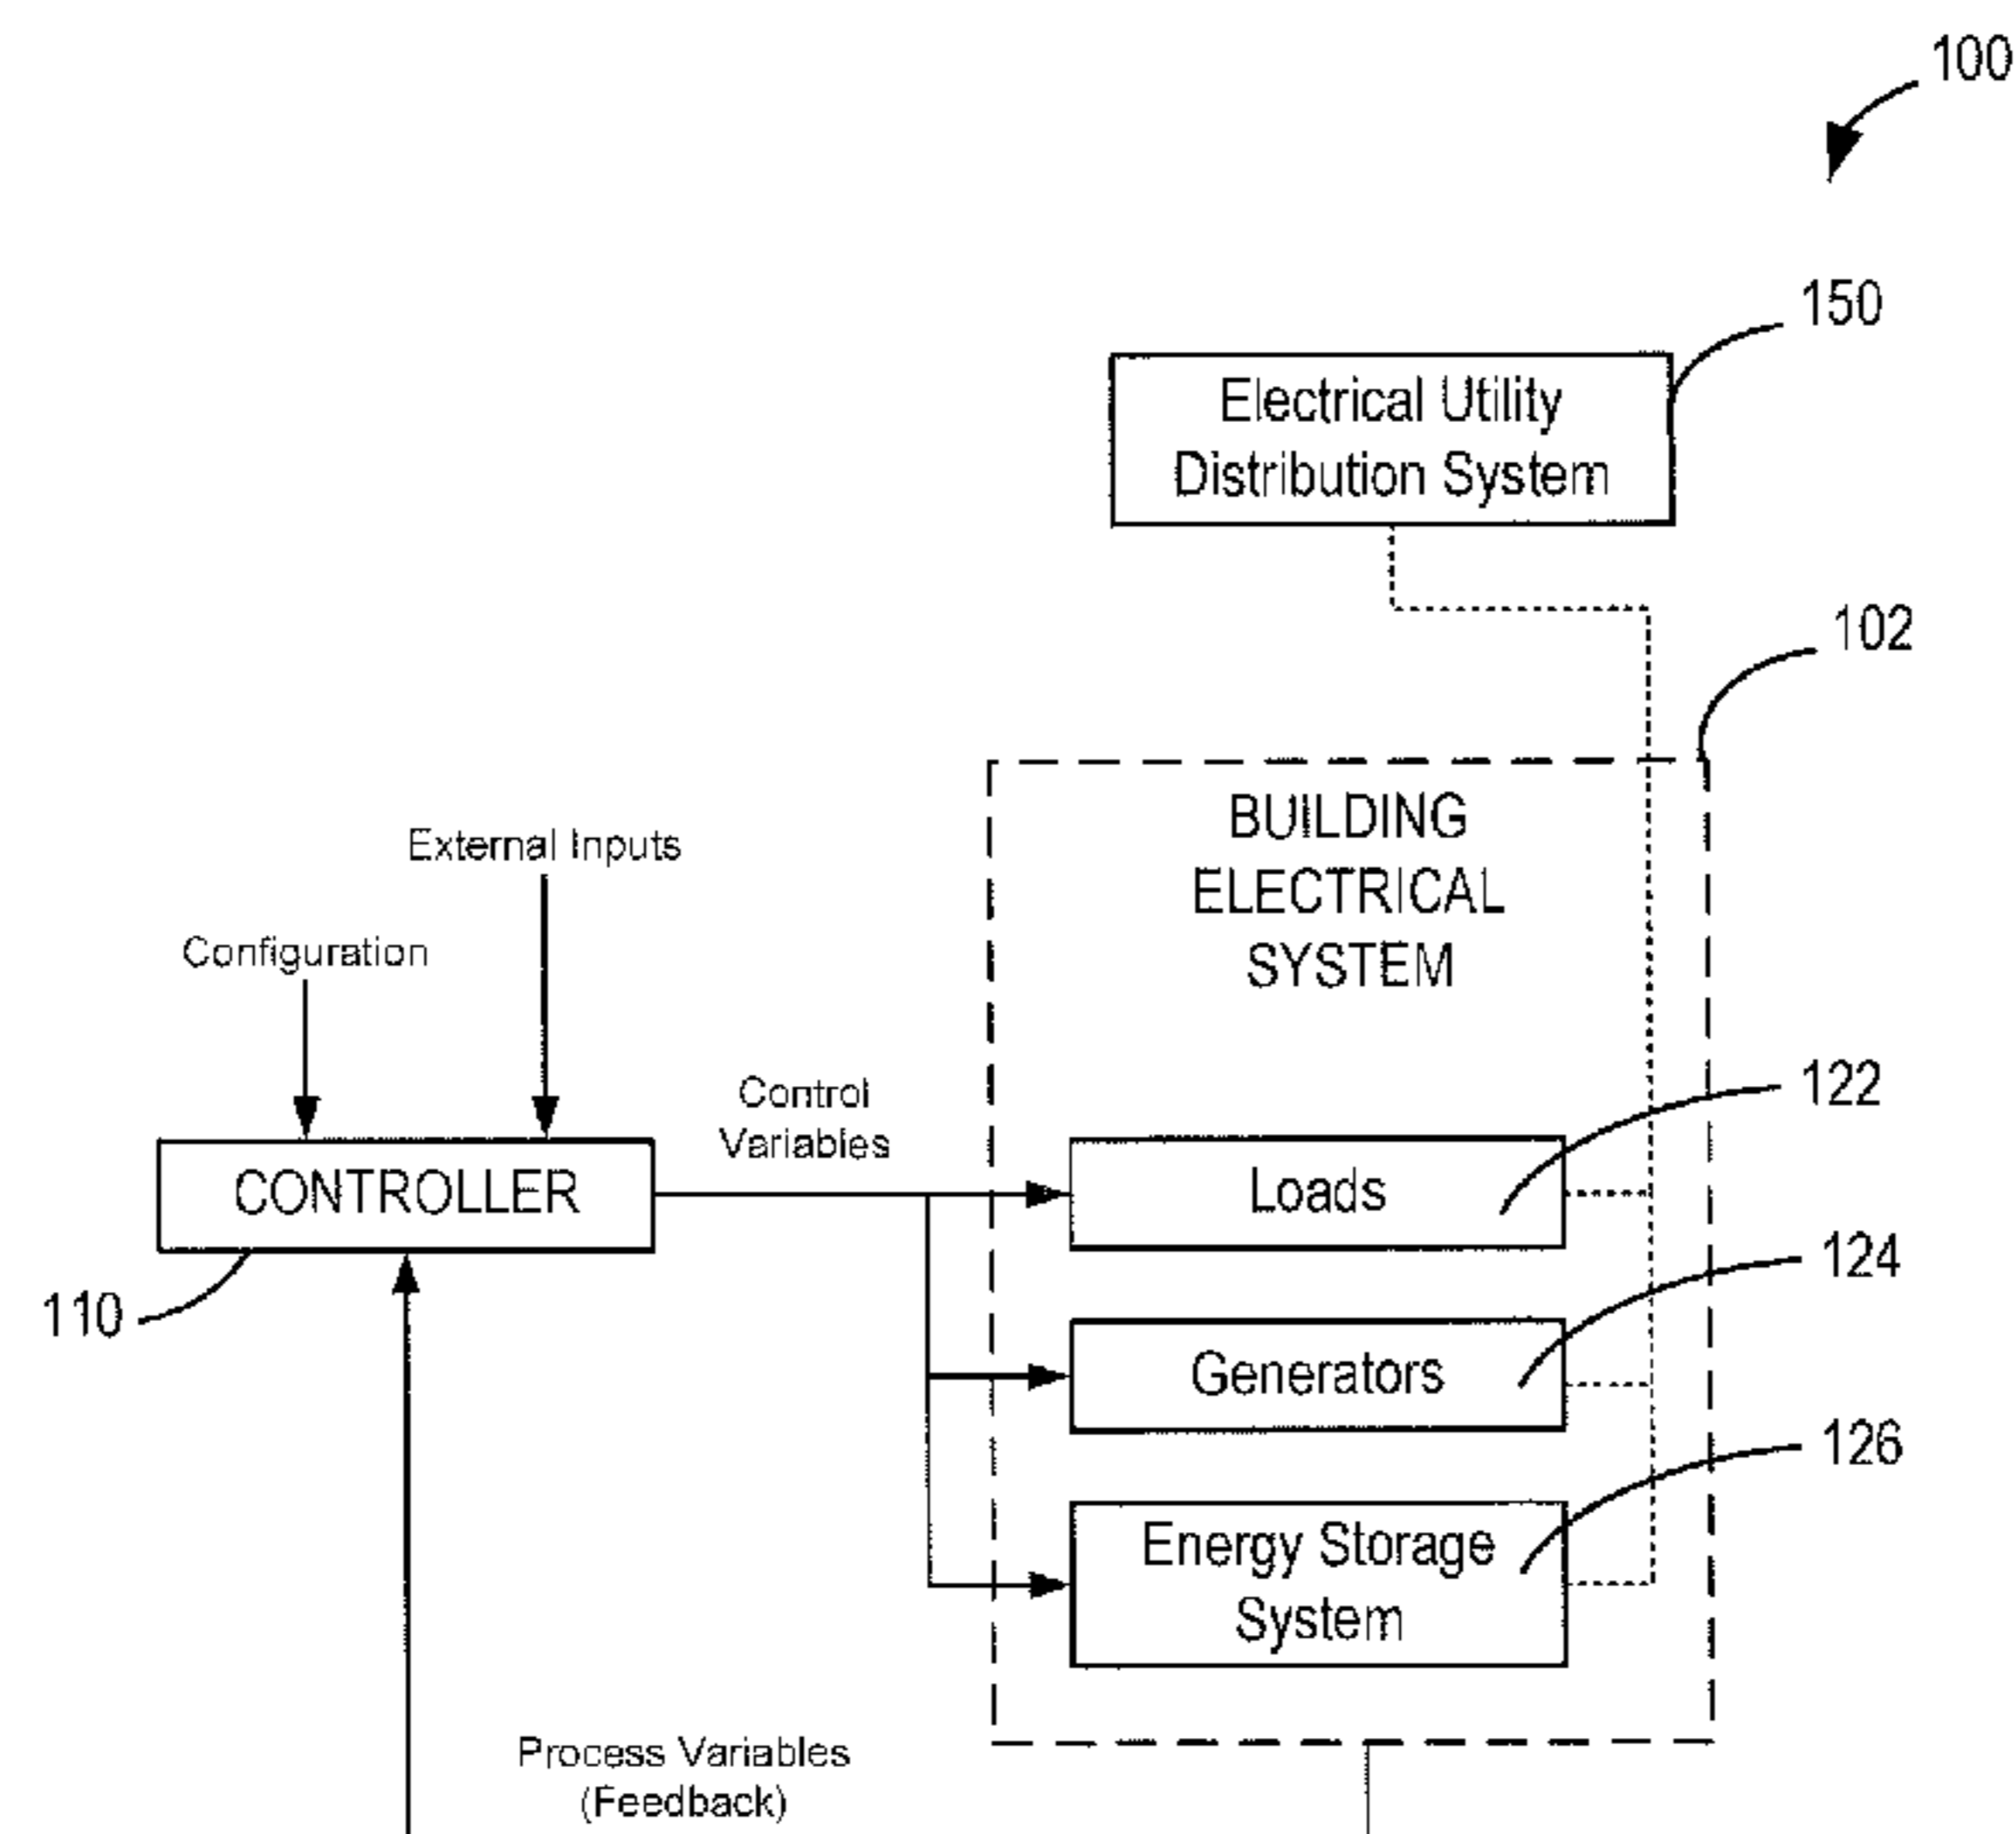 100
150
Electrical Utility
Distribution System
102
BUILDING
ELECTRICAL
SYSTEM
External Inputs
Configuration
Control
Variables
122
CONTROLLER
Loads
110
124
Generators
126
Energy Storage
System
Process Variables
(Feedback)